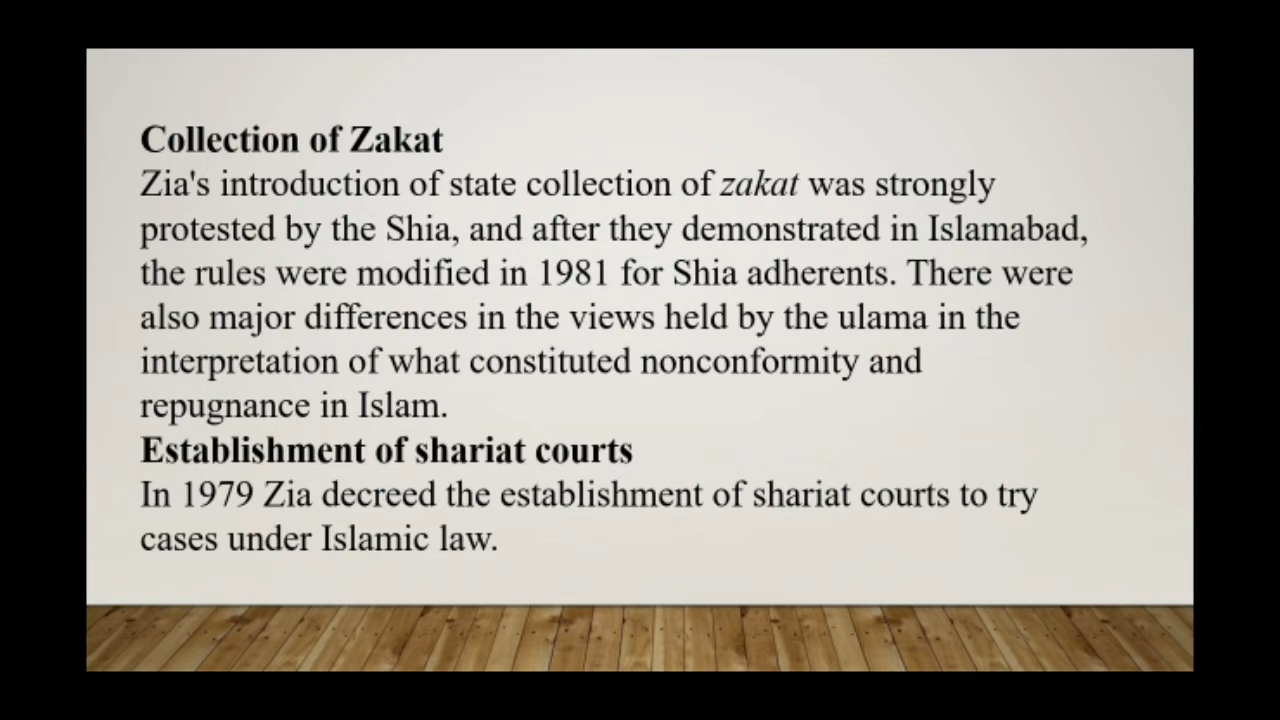 Collection of Zakat
Zia's introduction of state collection of zakat was strongly
protested by the Shia, and after they demonstrated in Islamabad,
the rules were modified in 1981 for Shia adherents. There were
also major differences in the views held by the ulama in the
interpretation of what constituted nonconformity and
repugnance in Islam.
Establishment of shariat courts
In 1979 Zia decreed the establishment of shariat courts to try
cases under Islamic law.